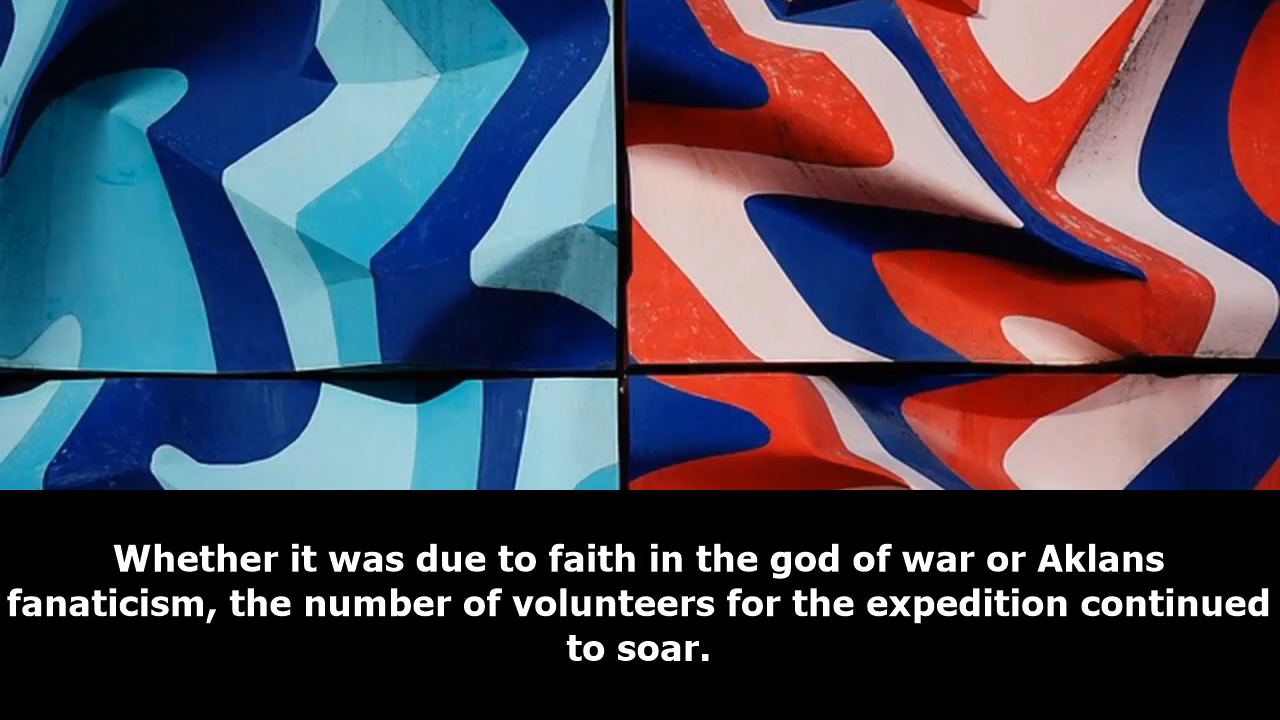 Whether it was due to faith in the god of war or Aklans
fanaticism, the number of volunteers for the expedition continued
to soar.